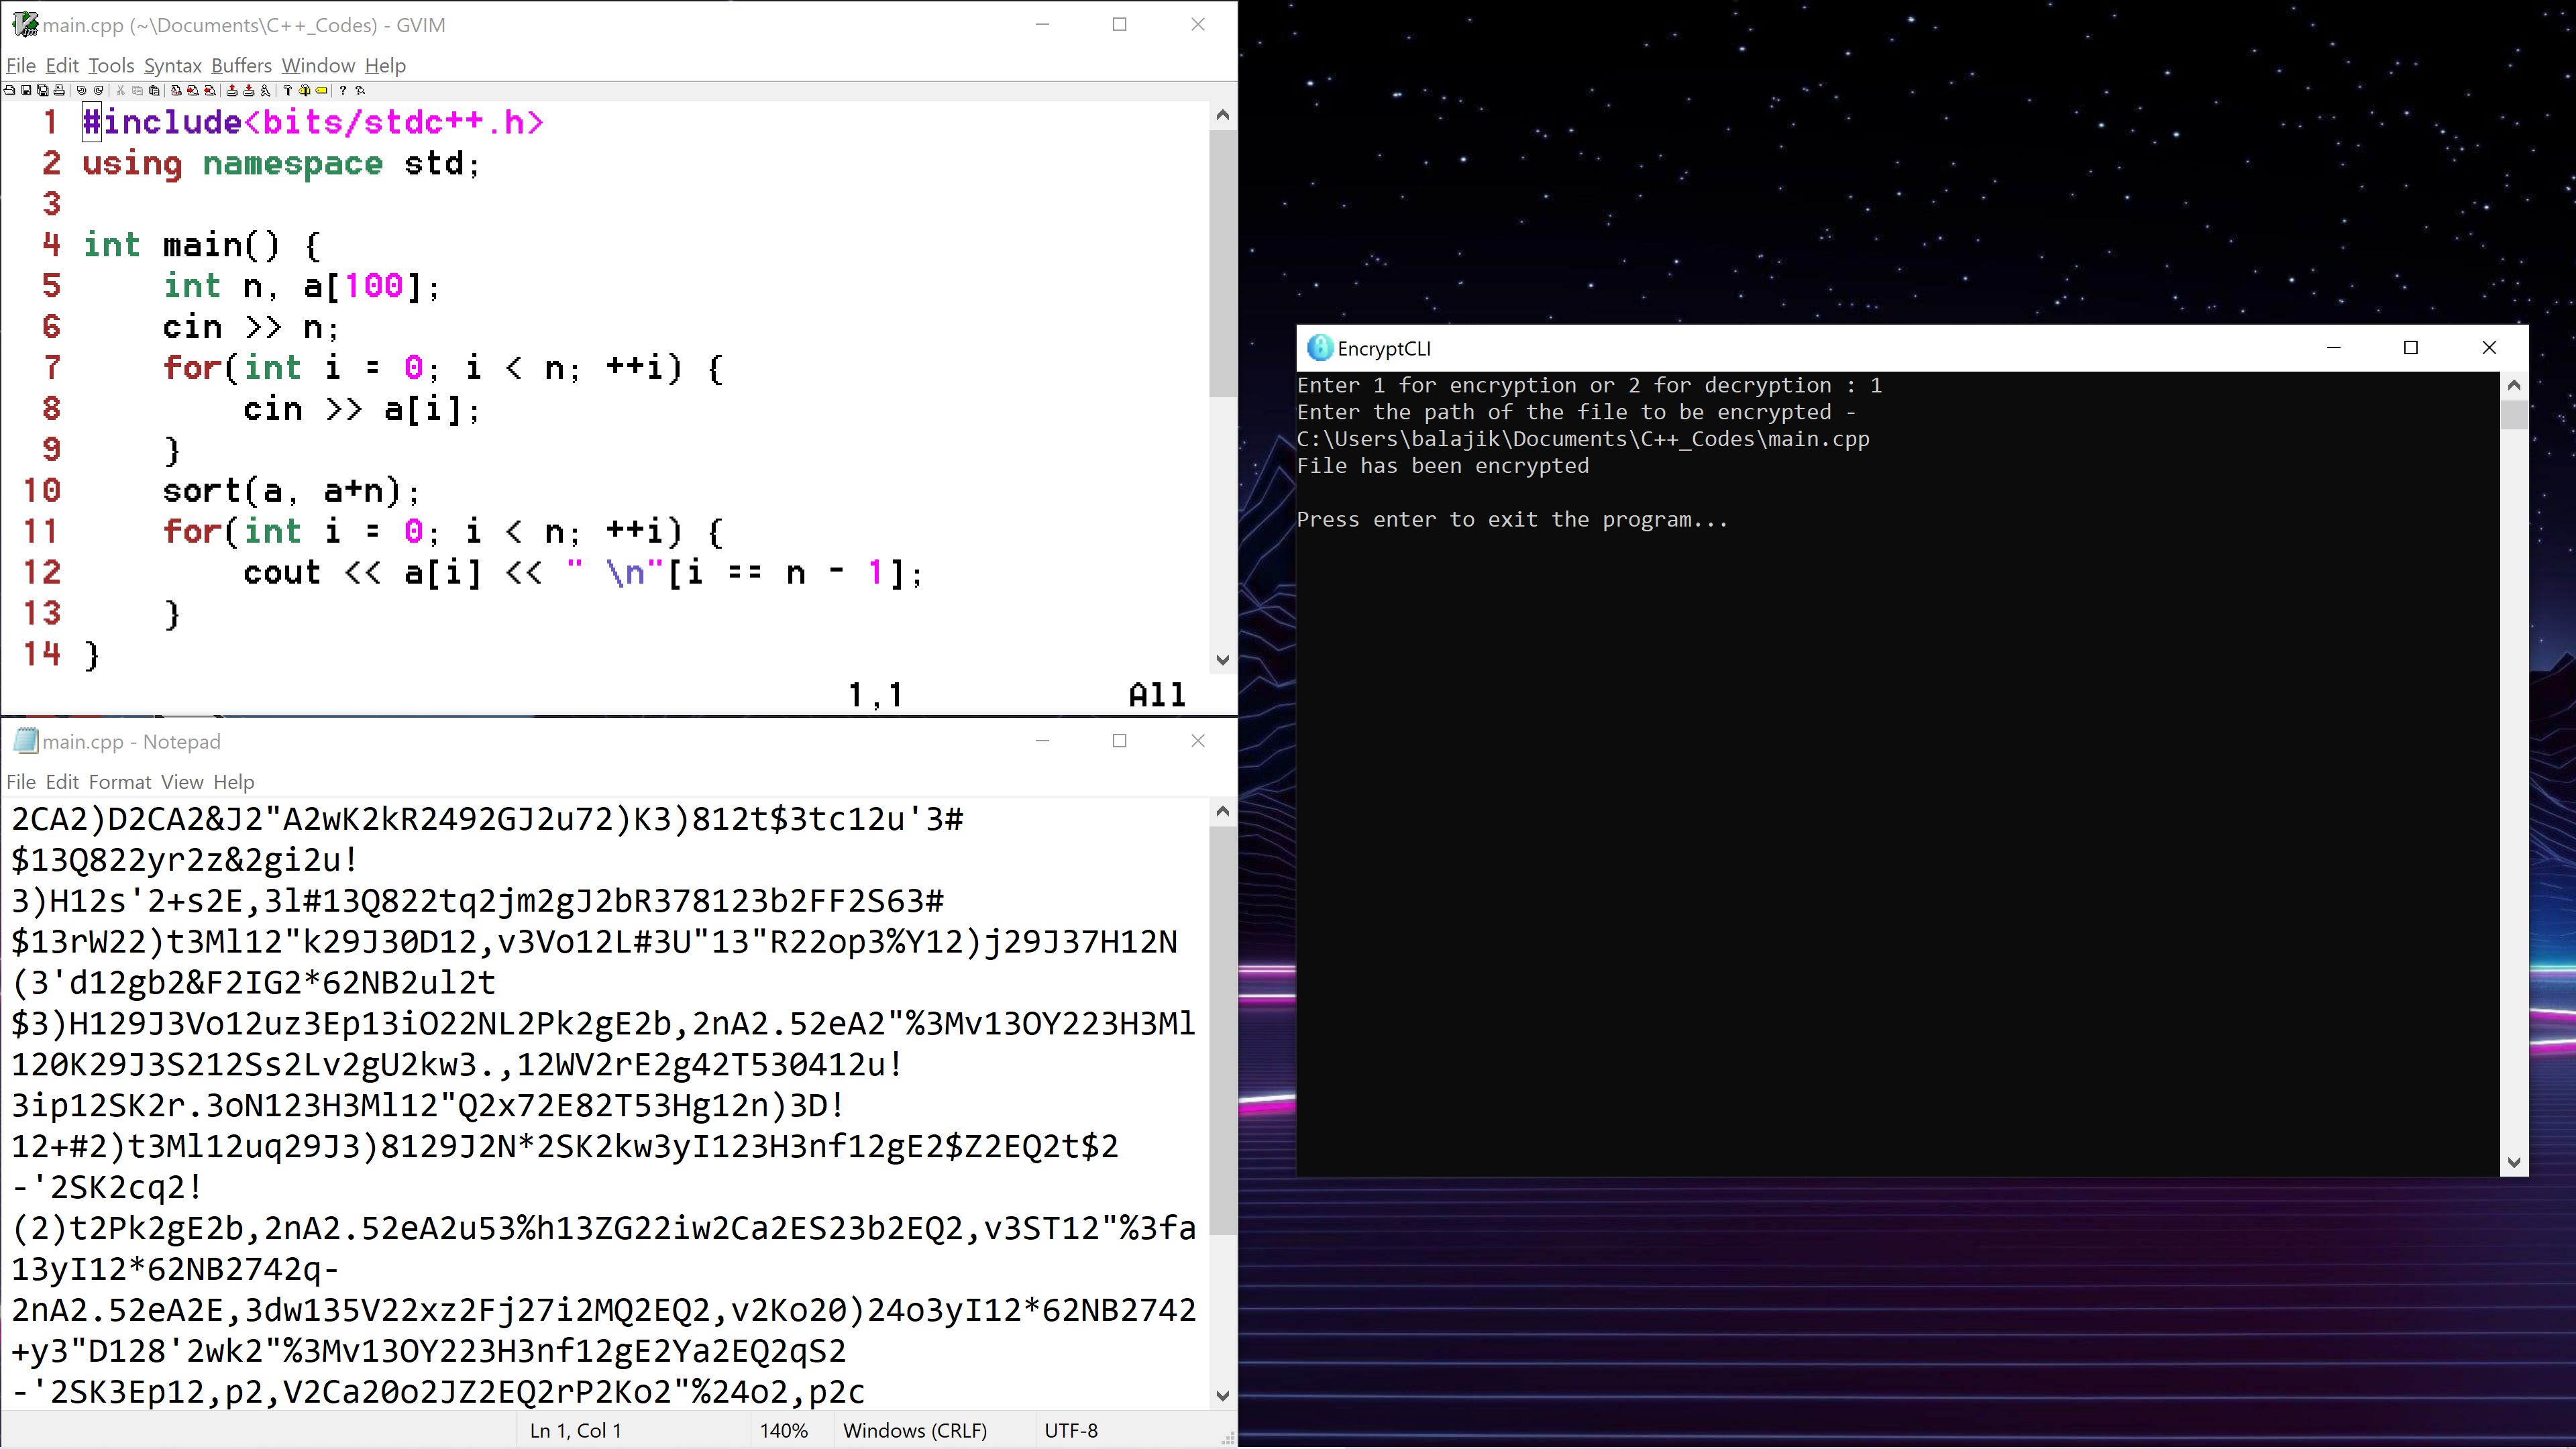 main.cpp (~\Documents\C++_Codes) - GVIM
File Edit Tools Syntax Buffers Window Help
1 #include<bits/stdc++.h>
2 using namespace std;
3
4 int main() {
5 int n, a[100];
6 cin >> n;
7 for(int i = 0; i < n; ++i) {
8 cin >> a[i];
9 }
10 sort(a, a+n);
11 for(int i = 0; i < n; ++i) {
12 cout << a[i] << " \n"[i == n - 1];
13 }
14 }
1,1 All
main.cpp - Notepad
File Edit Format View Help
2CA2)D2CA2&J2"A2wK2kR2492GJ2u72)K3)812t$3tc12u'3#
$13Q822yr2z&2gi2u!
3)H12s'2+s2E,3l#13Q822tq2jm2gJ2bR378123b2FF2S63#
$13rW22)t3Ml12"k29J30D12,v3Vo12L#3U"13"R22op3%Y12)j29J37H12N
(3'd12gb2&F2IG2*62NB2ul2t
$3)H129J3Vo12uz3Ep13iO22NL2Pk2gE2b,2nA2.52eA2"%3Mv13OY223H3Ml
120K29J3S212Ss2Lv2gU2kw3.,12WV2rE2g42T530412u!
3ip12SK2r.3oN123H3Ml12"Q2x72E82T53Hg12n)3D!
12+#2)t3Ml12uq29J3)8129J2N*2SK2kw3yI123H3nf12gE2$Z2EQ2t$2
-'2SK2cq2!
(2)t2Pk2gE2b,2nA2.52eA2u53%h13ZG22iw2Ca2ES23b2EQ2,v3ST12"%3fa
13yI12*62NB2742q-
2nA2.52eA2E,3dw135V22xz2Fj27i2MQ2EQ2,v2Ko20)24o3yI12*62NB2742
+y3"D128'2wk2"%3Mv13OY223H3nf12gE2Ya2EQ2qS2
-'2SK3Ep12,p2,V2Ca20o2JZ2EQ2rP2Ko2"%24o2,p2c
Ln 1, Col 1 140% Windows (CRLF) UTF-8
EncryptCLI
Enter 1 for encryption or 2 for decryption : 1
Enter the path of the file to be encrypted -
C:\Users\balajik\Documents\C++_Codes\main.cpp
File has been encrypted
Press enter to exit the program...